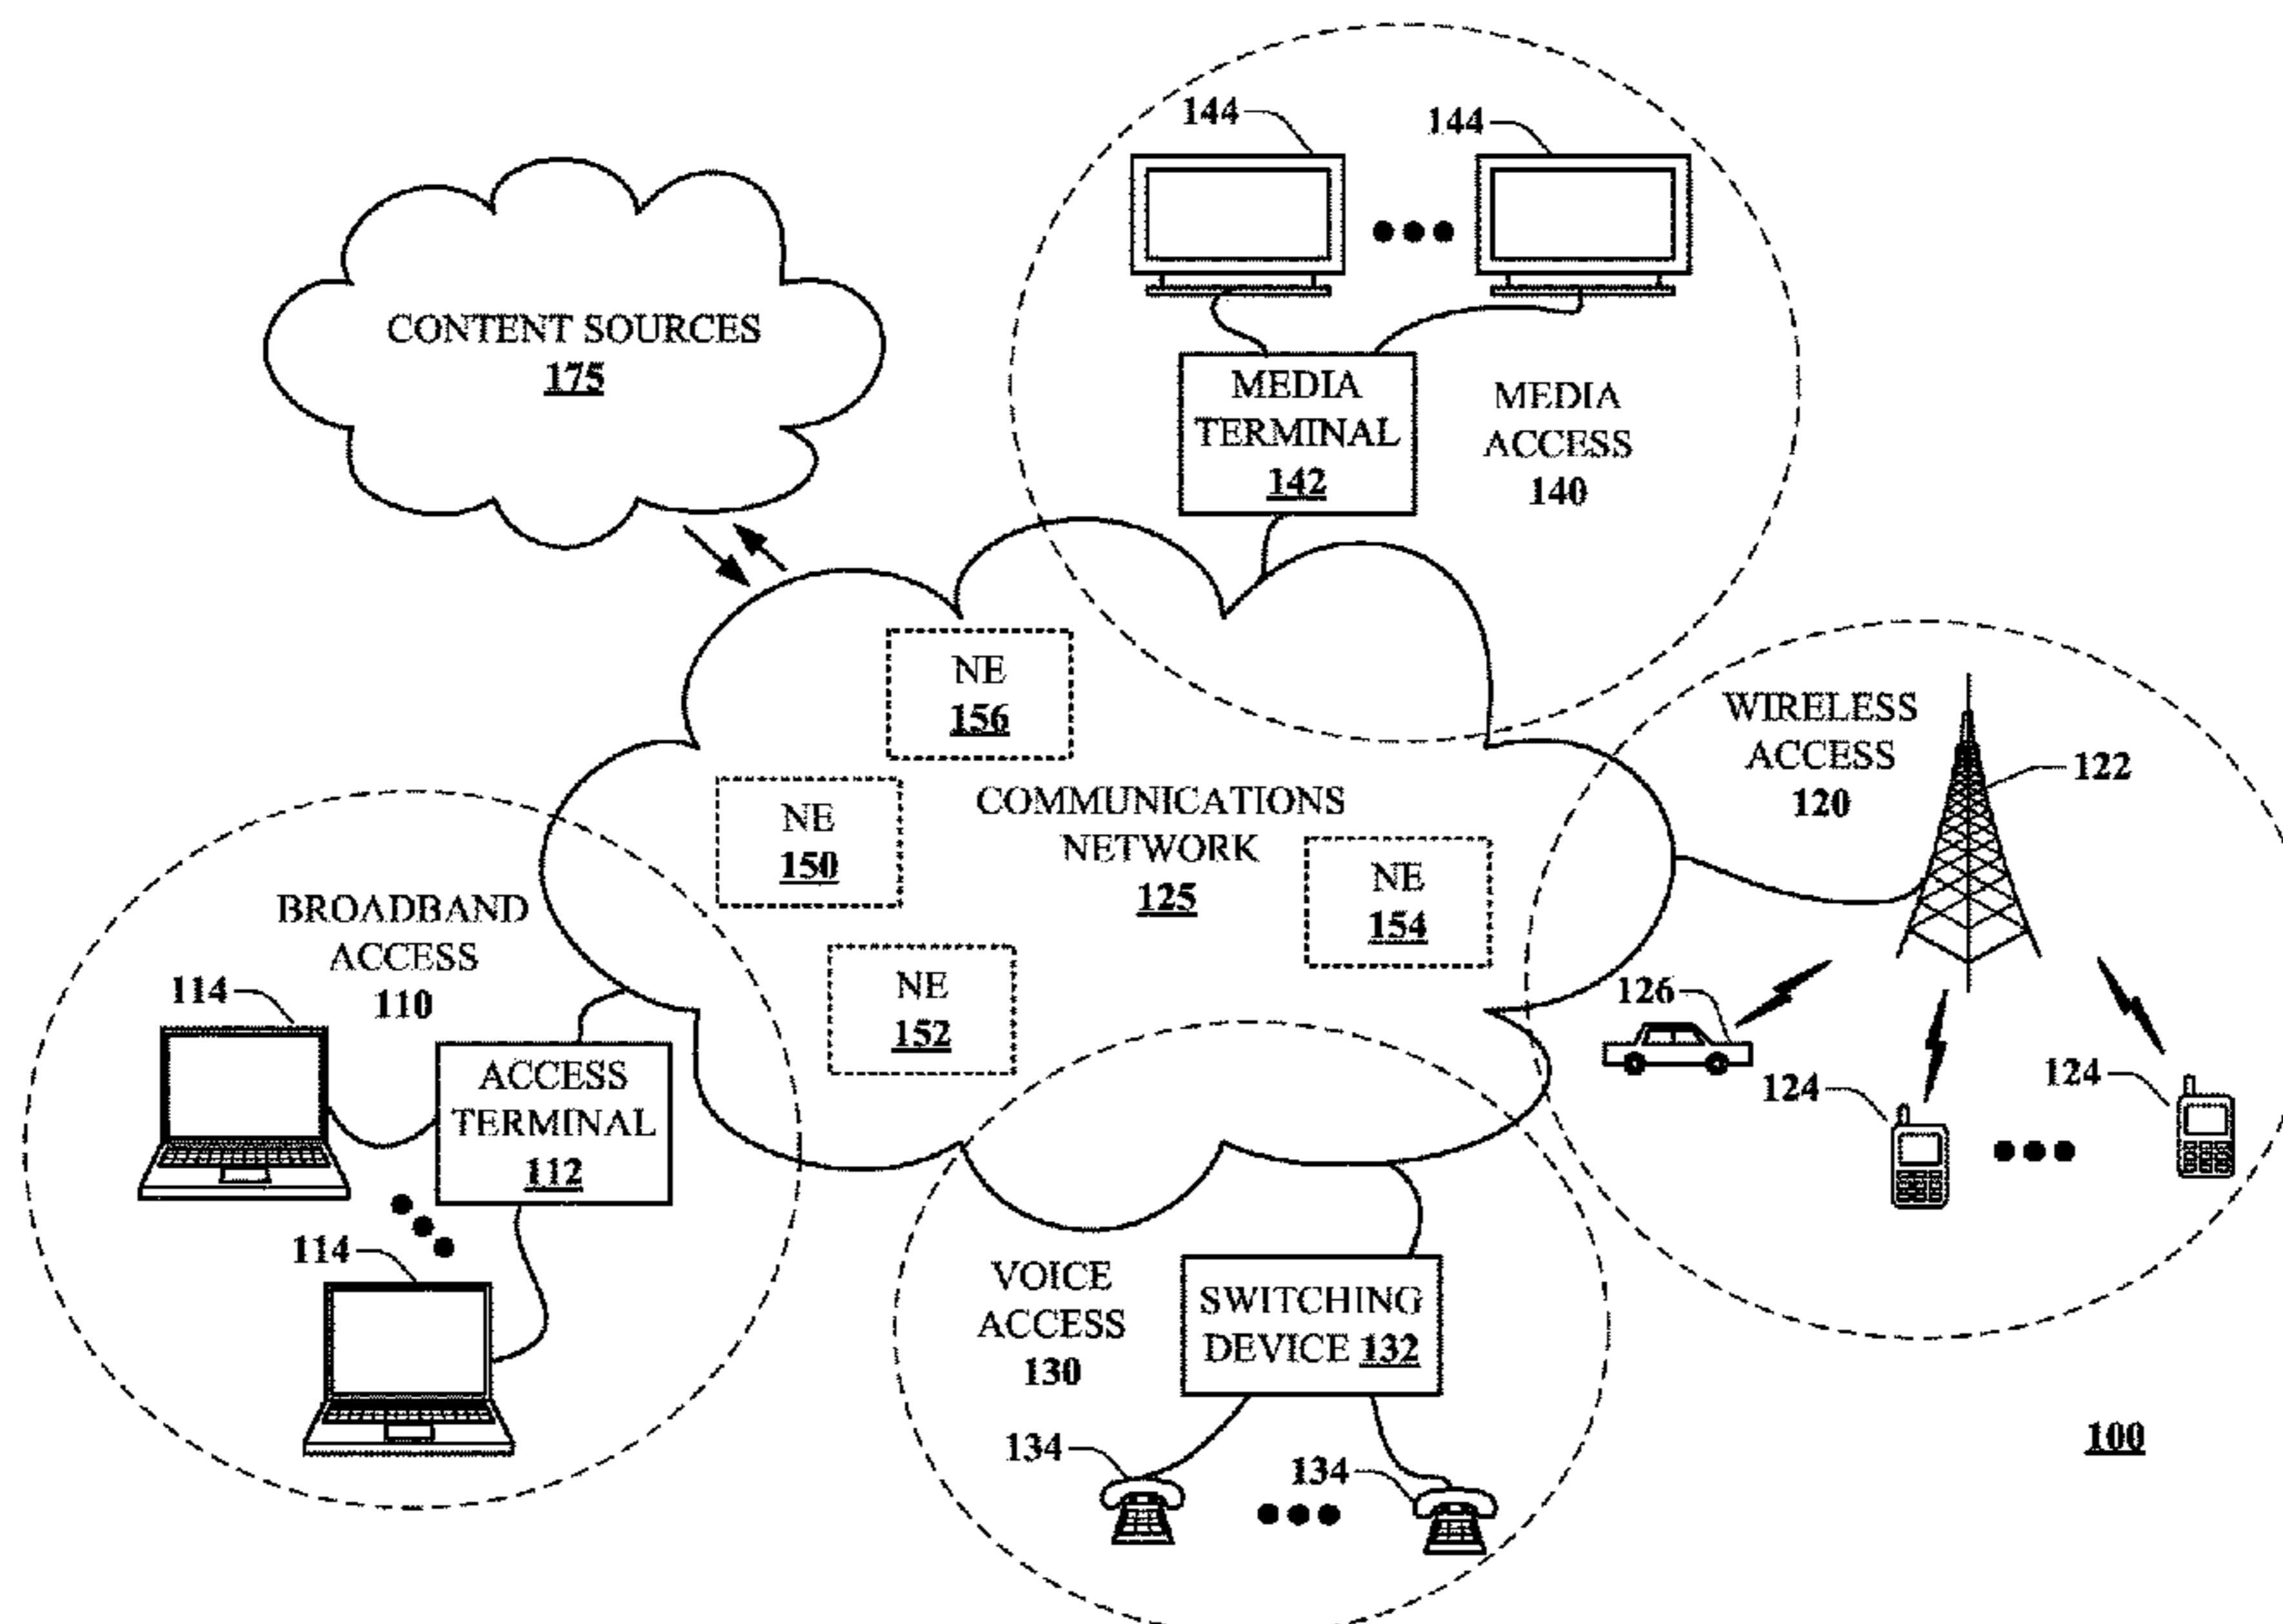 144
144
CONTENT SOURCES
175
MEDIA
TERMINAL
142
MEDIA
ACCESS
140
NE
156
WIRELESS
ACCESS
120
122
NE
150
COMMUNICATIONS
NETWORK
125
NE
154
BROADBAND
ACCESS
110
114
NE
152
126
124
124
ACCESS
TERMINAL
112
114
VOICE
ACCESS
130
SWITCHING
DEVICE 132
134
134
100